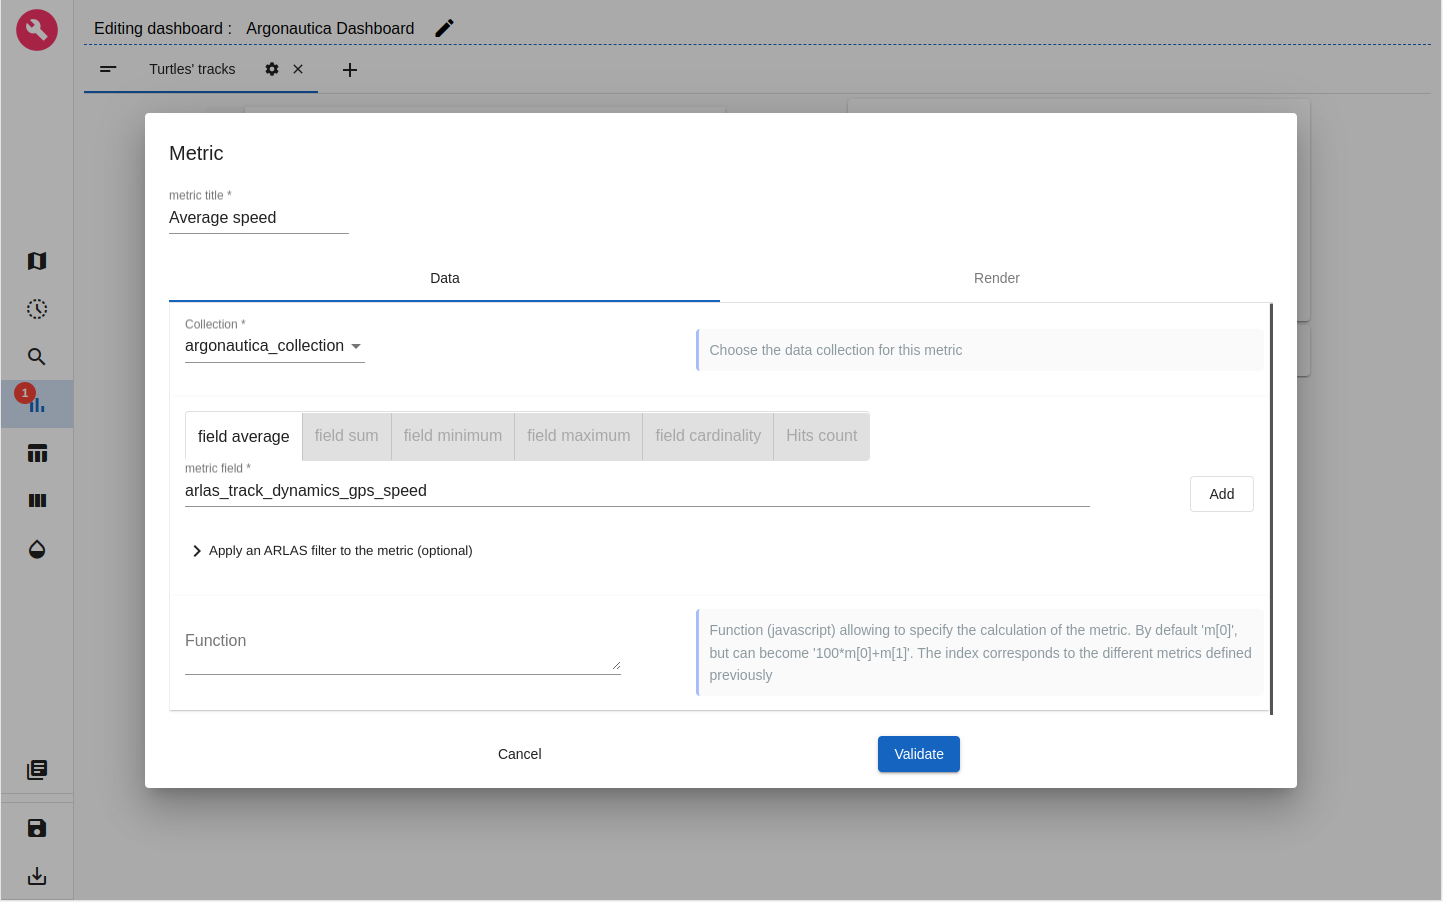 Editing dashboard : Argonautica Dashboard
Turtles' tracks
Metric
metric title *
Average speed
Data Render
Collection *
argonautica_collection
Choose the data collection for this metric
1
field average field sum field minimum field maximum field cardinality Hits count
metric field *
arlas_track_dynamics_gps_speed
Add
Apply an ARLAS filter to the metric (optional)
Function
Function (javascript) allowing to specify the calculation of the metric. By default 'm[0]',
but can become '100*m[0]+m[1]'. The index corresponds to the different metrics defined
previously
Cancel Validate